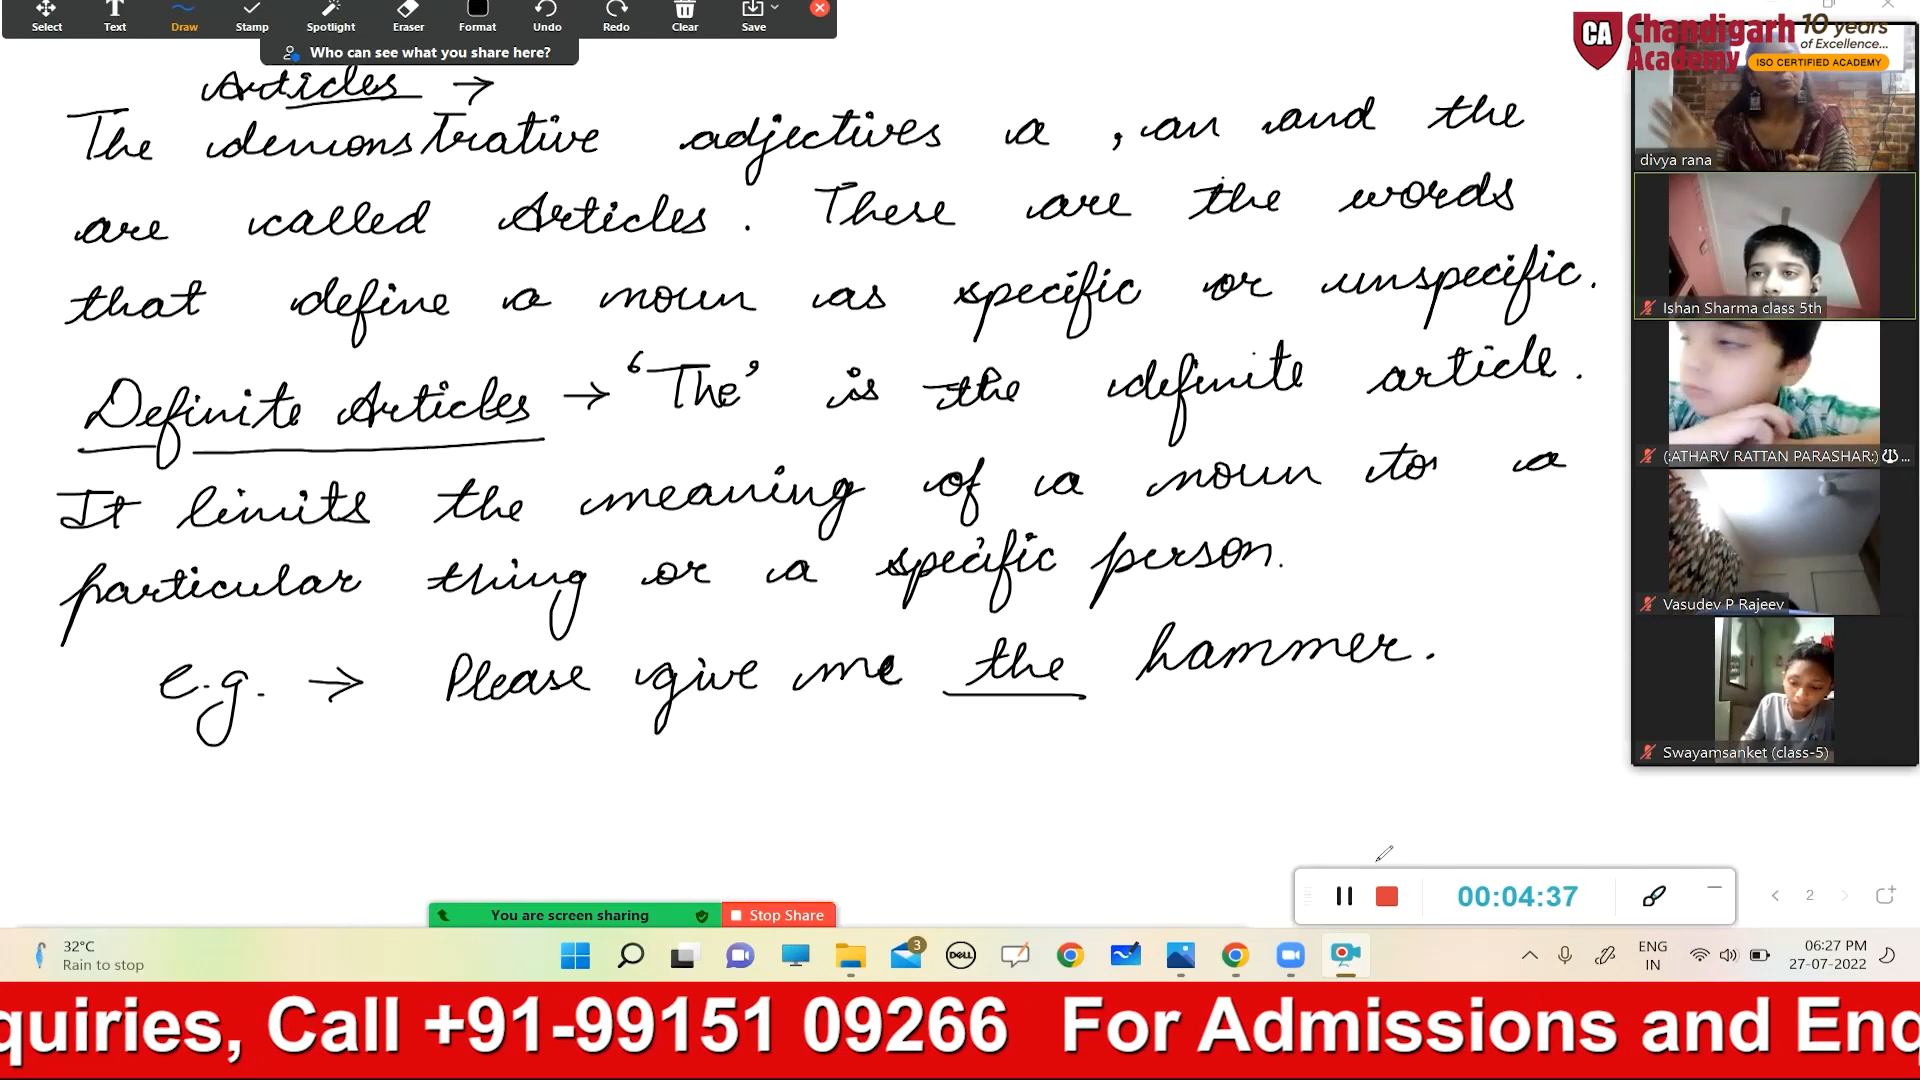 Select Text Draw Stamp Spotlight Eraser Format Undo Redo Clear Save
Who can see what you share here?
CA Chandigarh Academy 10 years of Excellence...
ISO CERTIFIED ACADEMY
Articles →
The demonstrative adjectives a , an and the
are called Articles. These are the words
that define a noun as specific or unspecific.
Definite Articles → 'The' is the definite article.
It limits the meaning of a noun to a
particular thing or a specific person.
e.g. → Please give me the hammer.
divya rana
Ishan Sharma class 5th
(:ATHARV RATTAN PARASHAR:) ...
Vasudev P Rajeev
Swayamsanket (class-5)
00:04:37
2
You are screen sharing Stop Share
32°C
Rain to stop
3
DELL
ENG
IN
06:27 PM
27-07-2022
quiries, Call +91-99151 09266 For Admissions and Enq